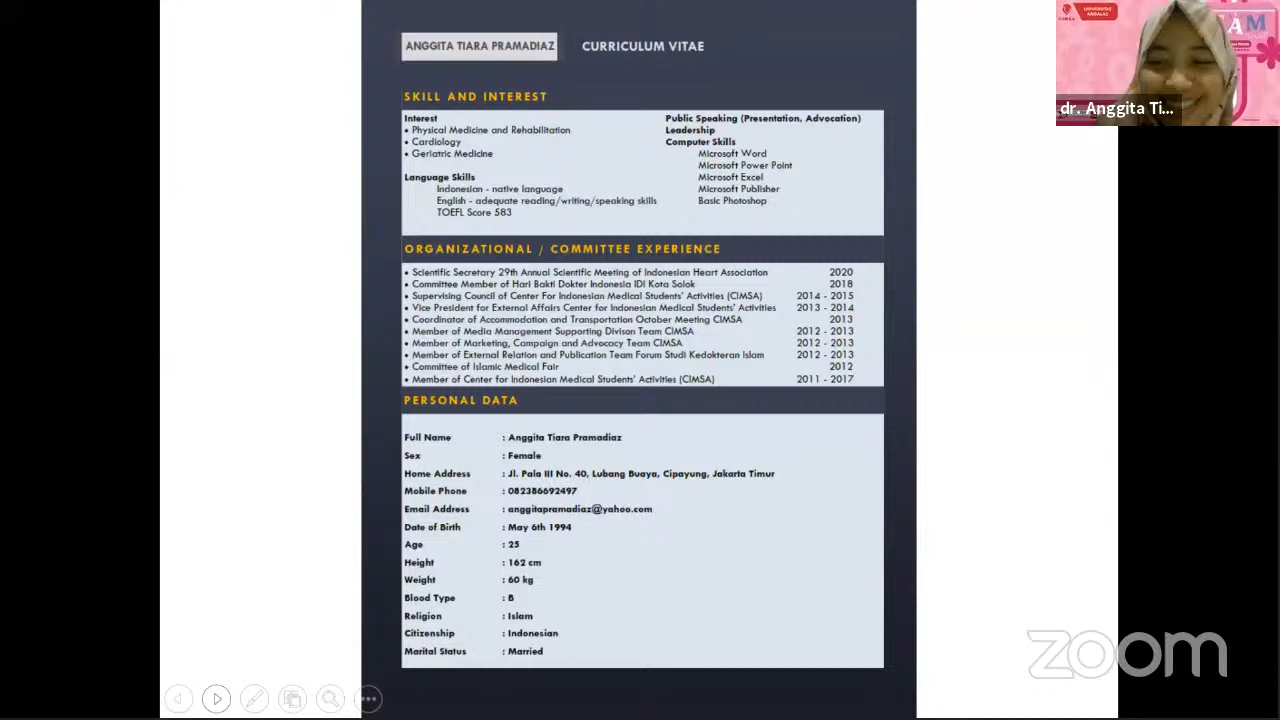 ANGGITA TIARA PRAMADIAZ
CURRICULUM VITAE
SKILL AND INTEREST
Interest
• Physical Medicine and Rehabilitation
• Cardiology
• Geriatric Medicine
Language Skills
Indonesian - native language
English - adequate reading/writing/speaking skills
TOEFL Score 583
Public Speaking (Presentation, Advocation)
Leadership
Computer Skills
Microsoft Word
Microsoft Power Point
Microsoft Excel
Microsoft Publisher
Basic Photoshop
ORGANIZATIONAL / COMMITTEE EXPERIENCE
• Scientific Secretary 29th Annual Scientific Meeting of Indonesian Heart Association 2020
• Committee Member of Hari Bakti Dokter Indonesia IDI Kota Solok 2018
• Supervising Council of Center For Indonesian Medical Students' Activities (CIMSA) 2014 - 2015
• Vice President for External Affairs Center for Indonesian Medical Students' Activities 2013 - 2014
• Coordinator of Accommodation and Transportation October Meeting CIMSA 2013
• Member of Media Management Supporting Divison Team CIMSA 2012 - 2013
• Member of Marketing, Campaign and Advocacy Team CIMSA 2012 - 2013
• Member of External Relation and Publication Team Forum Studi Kedokteran Islam 2012 - 2013
• Committee of Islamic Medical Fair 2012
• Member of Center for Indonesian Medical Students' Activities (CIMSA) 2011 - 2017
PERSONAL DATA
Full Name : Anggita Tiara Pramadiaz
Sex : Female
Home Address : Jl. Pala III No. 40, Lubang Buaya, Cipayung, Jakarta Timur
Mobile Phone : 082386692497
Email Address : anggitapramadiaz@yahoo.com
Date of Birth : May 6th 1994
Age : 25
Height : 162 cm
Weight : 60 kg
Blood Type : B
Religion : Islam
Citizenship : Indonesian
Marital Status : Married
UNIVERSITAS
ANDALAS
AM
dr. Anggita Ti...
zoom